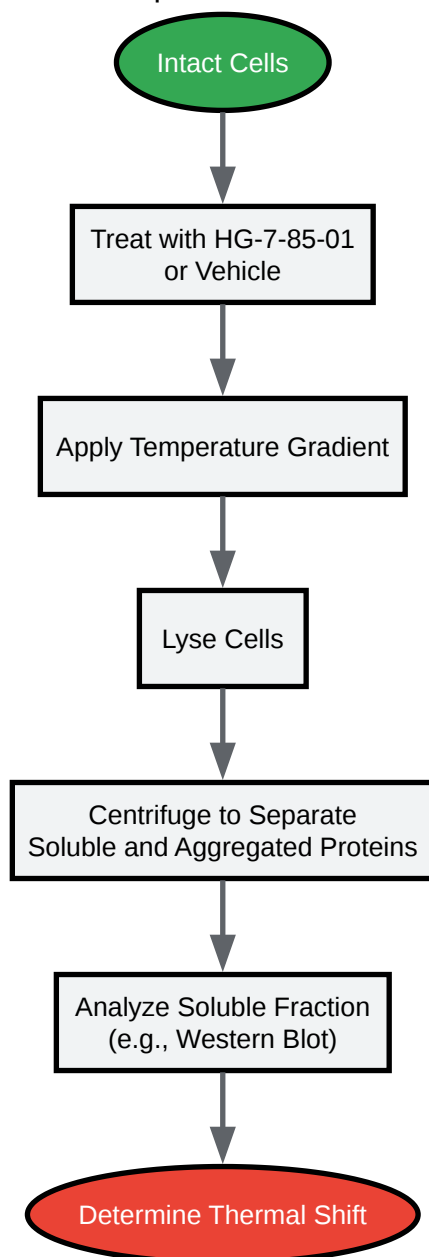 Intact Cells
Treat with HG-7-85-01
or Vehicle
Apply Temperature Gradient
Lyse Cells
Centrifuge to Separate
Soluble and Aggregated Proteins
Analyze Soluble Fraction
(e.g., Western Blot)
Determine Thermal Shift